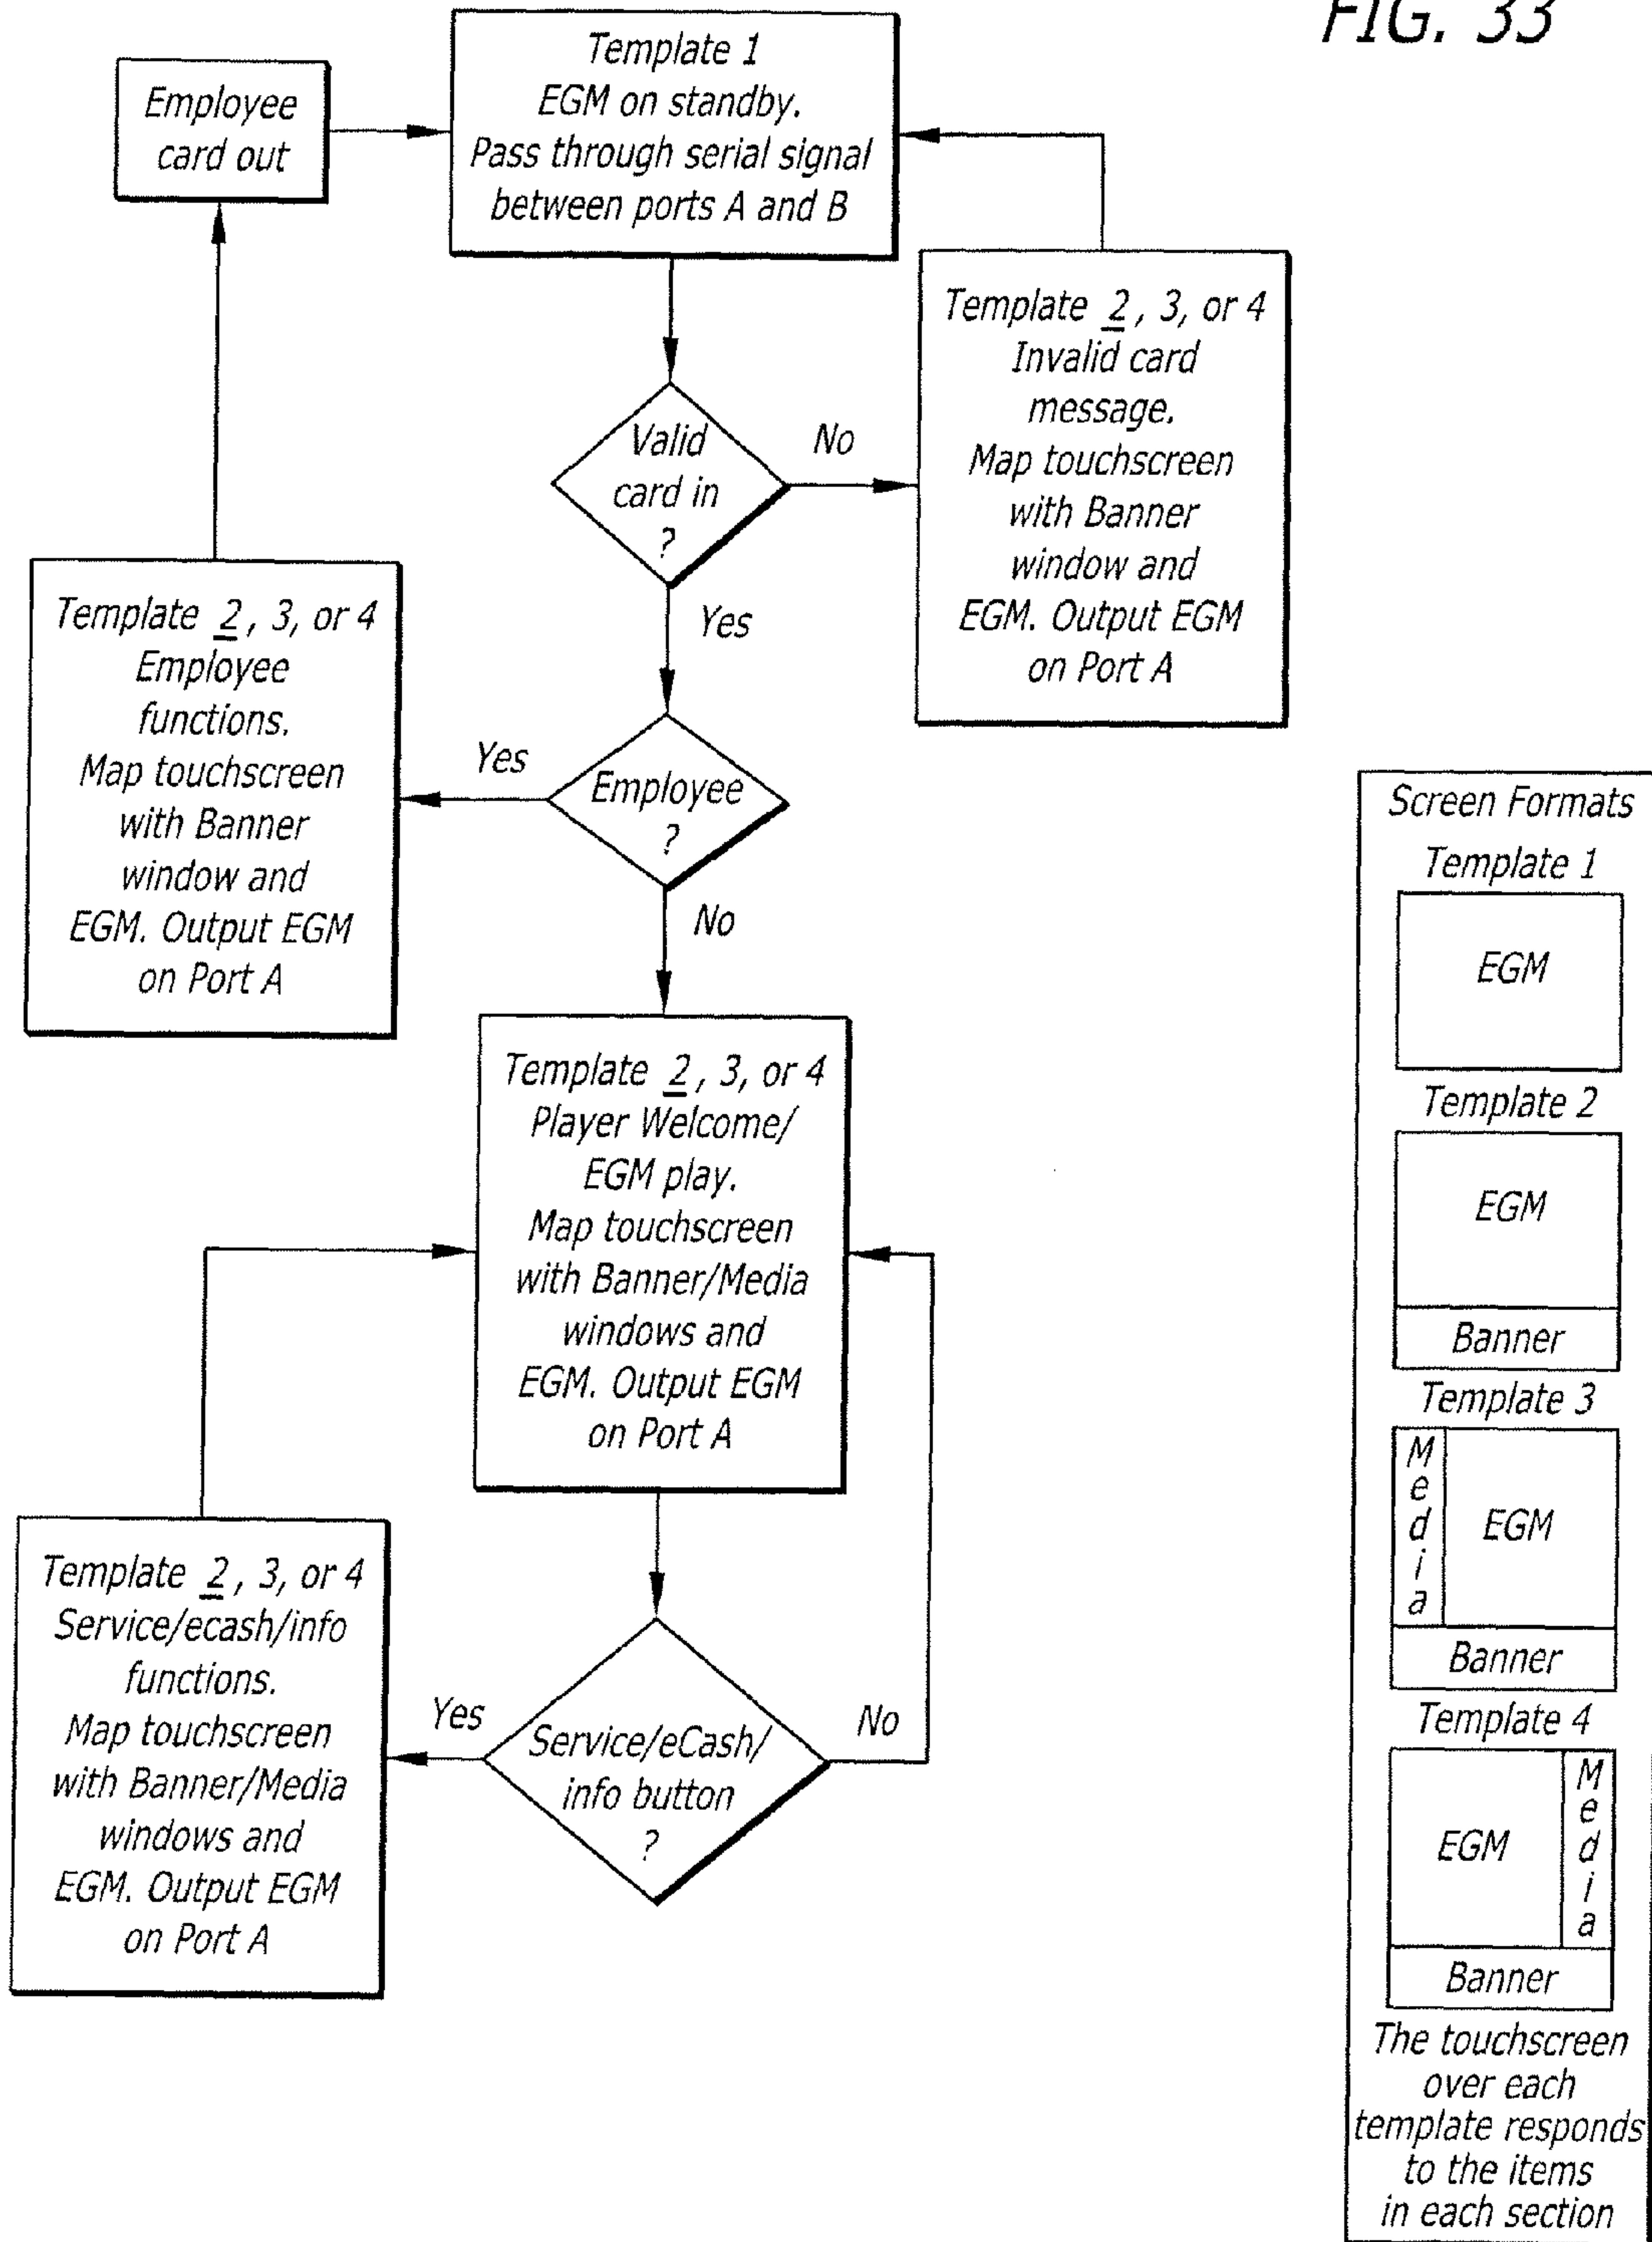 FIG. 33
Employee
card out
Template 1
EGM on standby.
Pass through serial signal
between ports A and B
Template 2, 3, or 4
Invalid card
message.
Map touchscreen
with Banner
window and
EGM. Output EGM
on Port A
Valid
card in
?
No
Yes
Template 2, 3, or 4
Employee
functions.
Map touchscreen
with Banner
window and
EGM. Output EGM
on Port A
Yes
Employee
?
No
Template 2, 3, or 4
Player Welcome/
EGM play.
Map touchscreen
with Banner/Media
windows and
EGM. Output EGM
on Port A
Template 2, 3, or 4
Service/ecash/info
functions.
Map touchscreen
with Banner/Media
windows and
EGM. Output EGM
on Port A
Yes
Service/eCash/
info button
?
No
Screen Formats
Template 1
EGM
Template 2
EGM
Banner
Template 3
Media
EGM
Banner
Template 4
EGM
Media
Banner
The touchscreen
over each
template responds
to the items
in each section